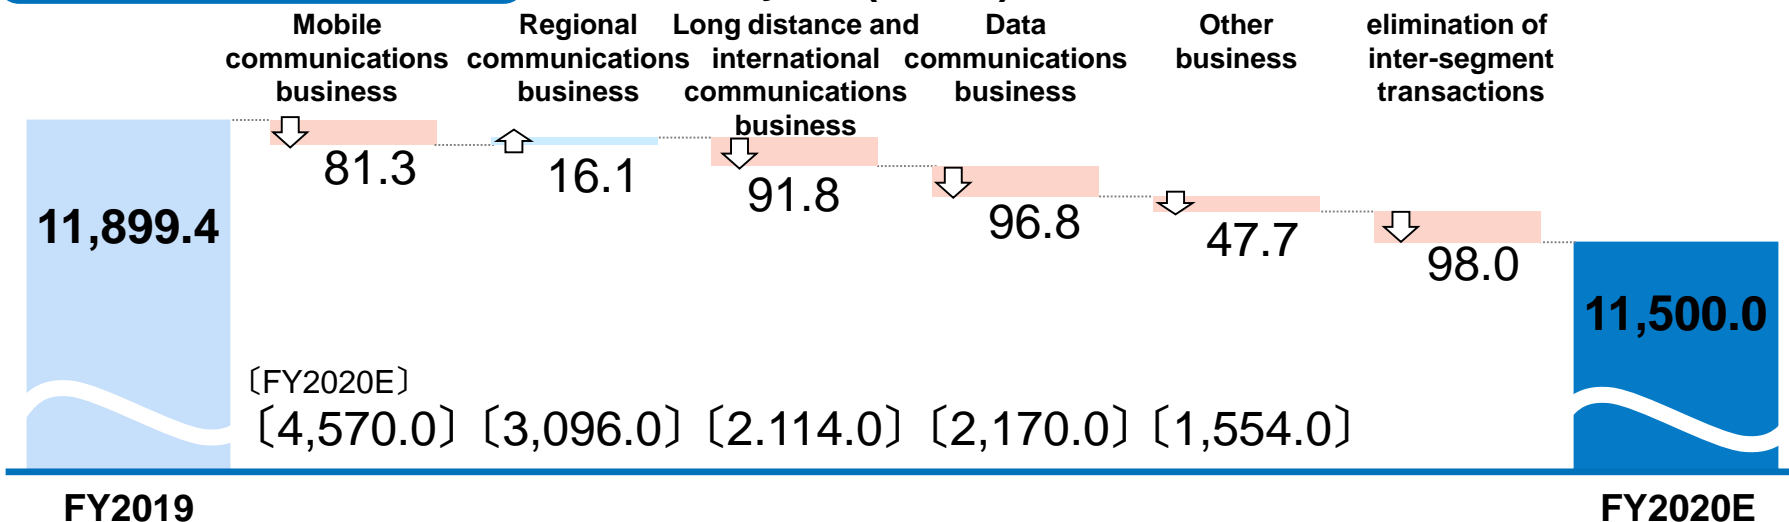 Mobile
communications
business
Regional
communications
business
Long distance and
international
communications
business
Data
communications
business
Other
business
elimination of
inter-segment
transactions
11,899.4
81.3
16.1
91.8
96.8
47.7
98.0
11,500.0
〔FY2020E〕
〔4,570.0〕 〔3,096.0〕 〔2.114.0〕 〔2,170.0〕 〔1,554.0〕
FY2019
FY2020E